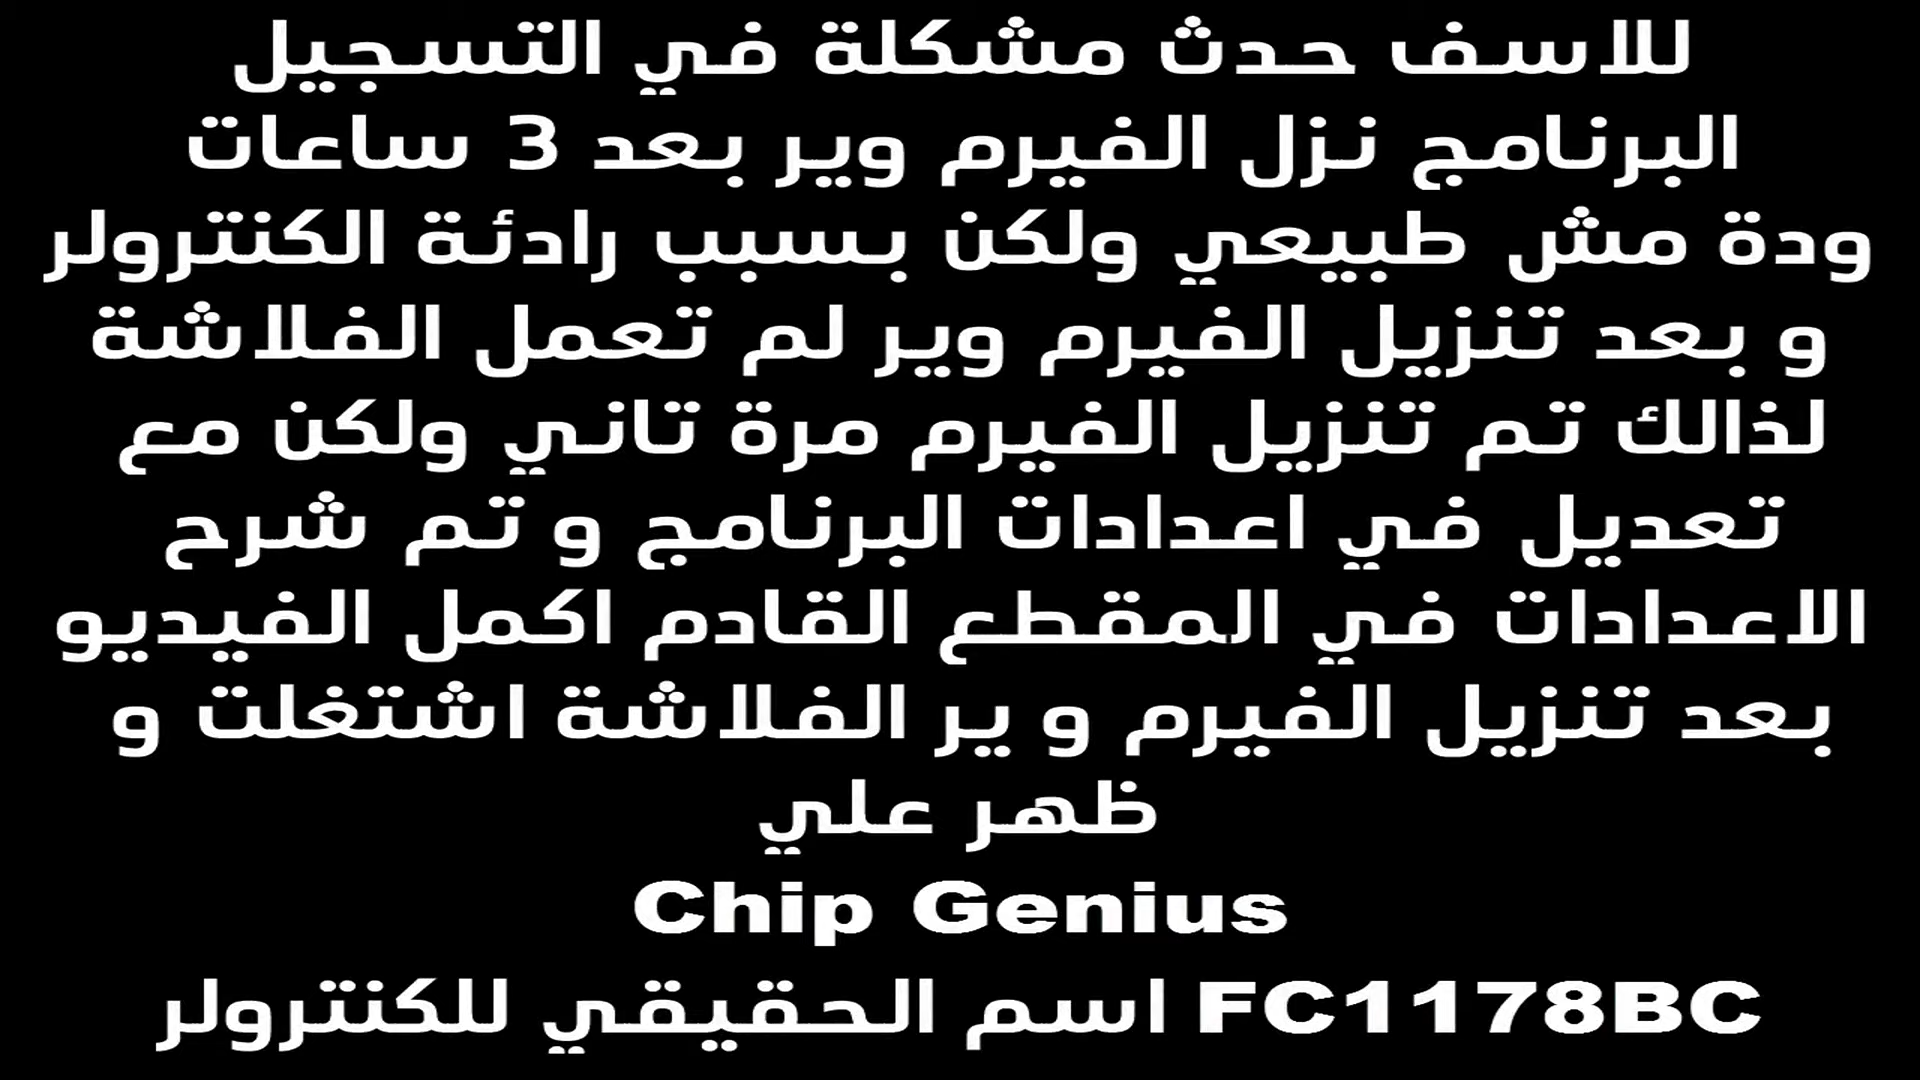 للاسف حدث مشكلة في التسجيل
البرنامج نزل الفيرم وير بعد 3 ساعات
ودة مش طبيعي ولكن بسبب رادئة الكنترولر
و بعد تنزيل الفيرم وير لم تعمل الفلاشة
لذالك تم تنزيل الفيرم مرة تاني ولكن مع
تعديل في اعدادات البرنامج و تم شرح
الاعدادات في المقطع القادم اكمل الفيديو
بعد تنزيل الفيرم و ير الفلاشة اشتغلت و
ظهر علي
Chip Genius
FC1178BC اسم الحقيقي للكنترولر